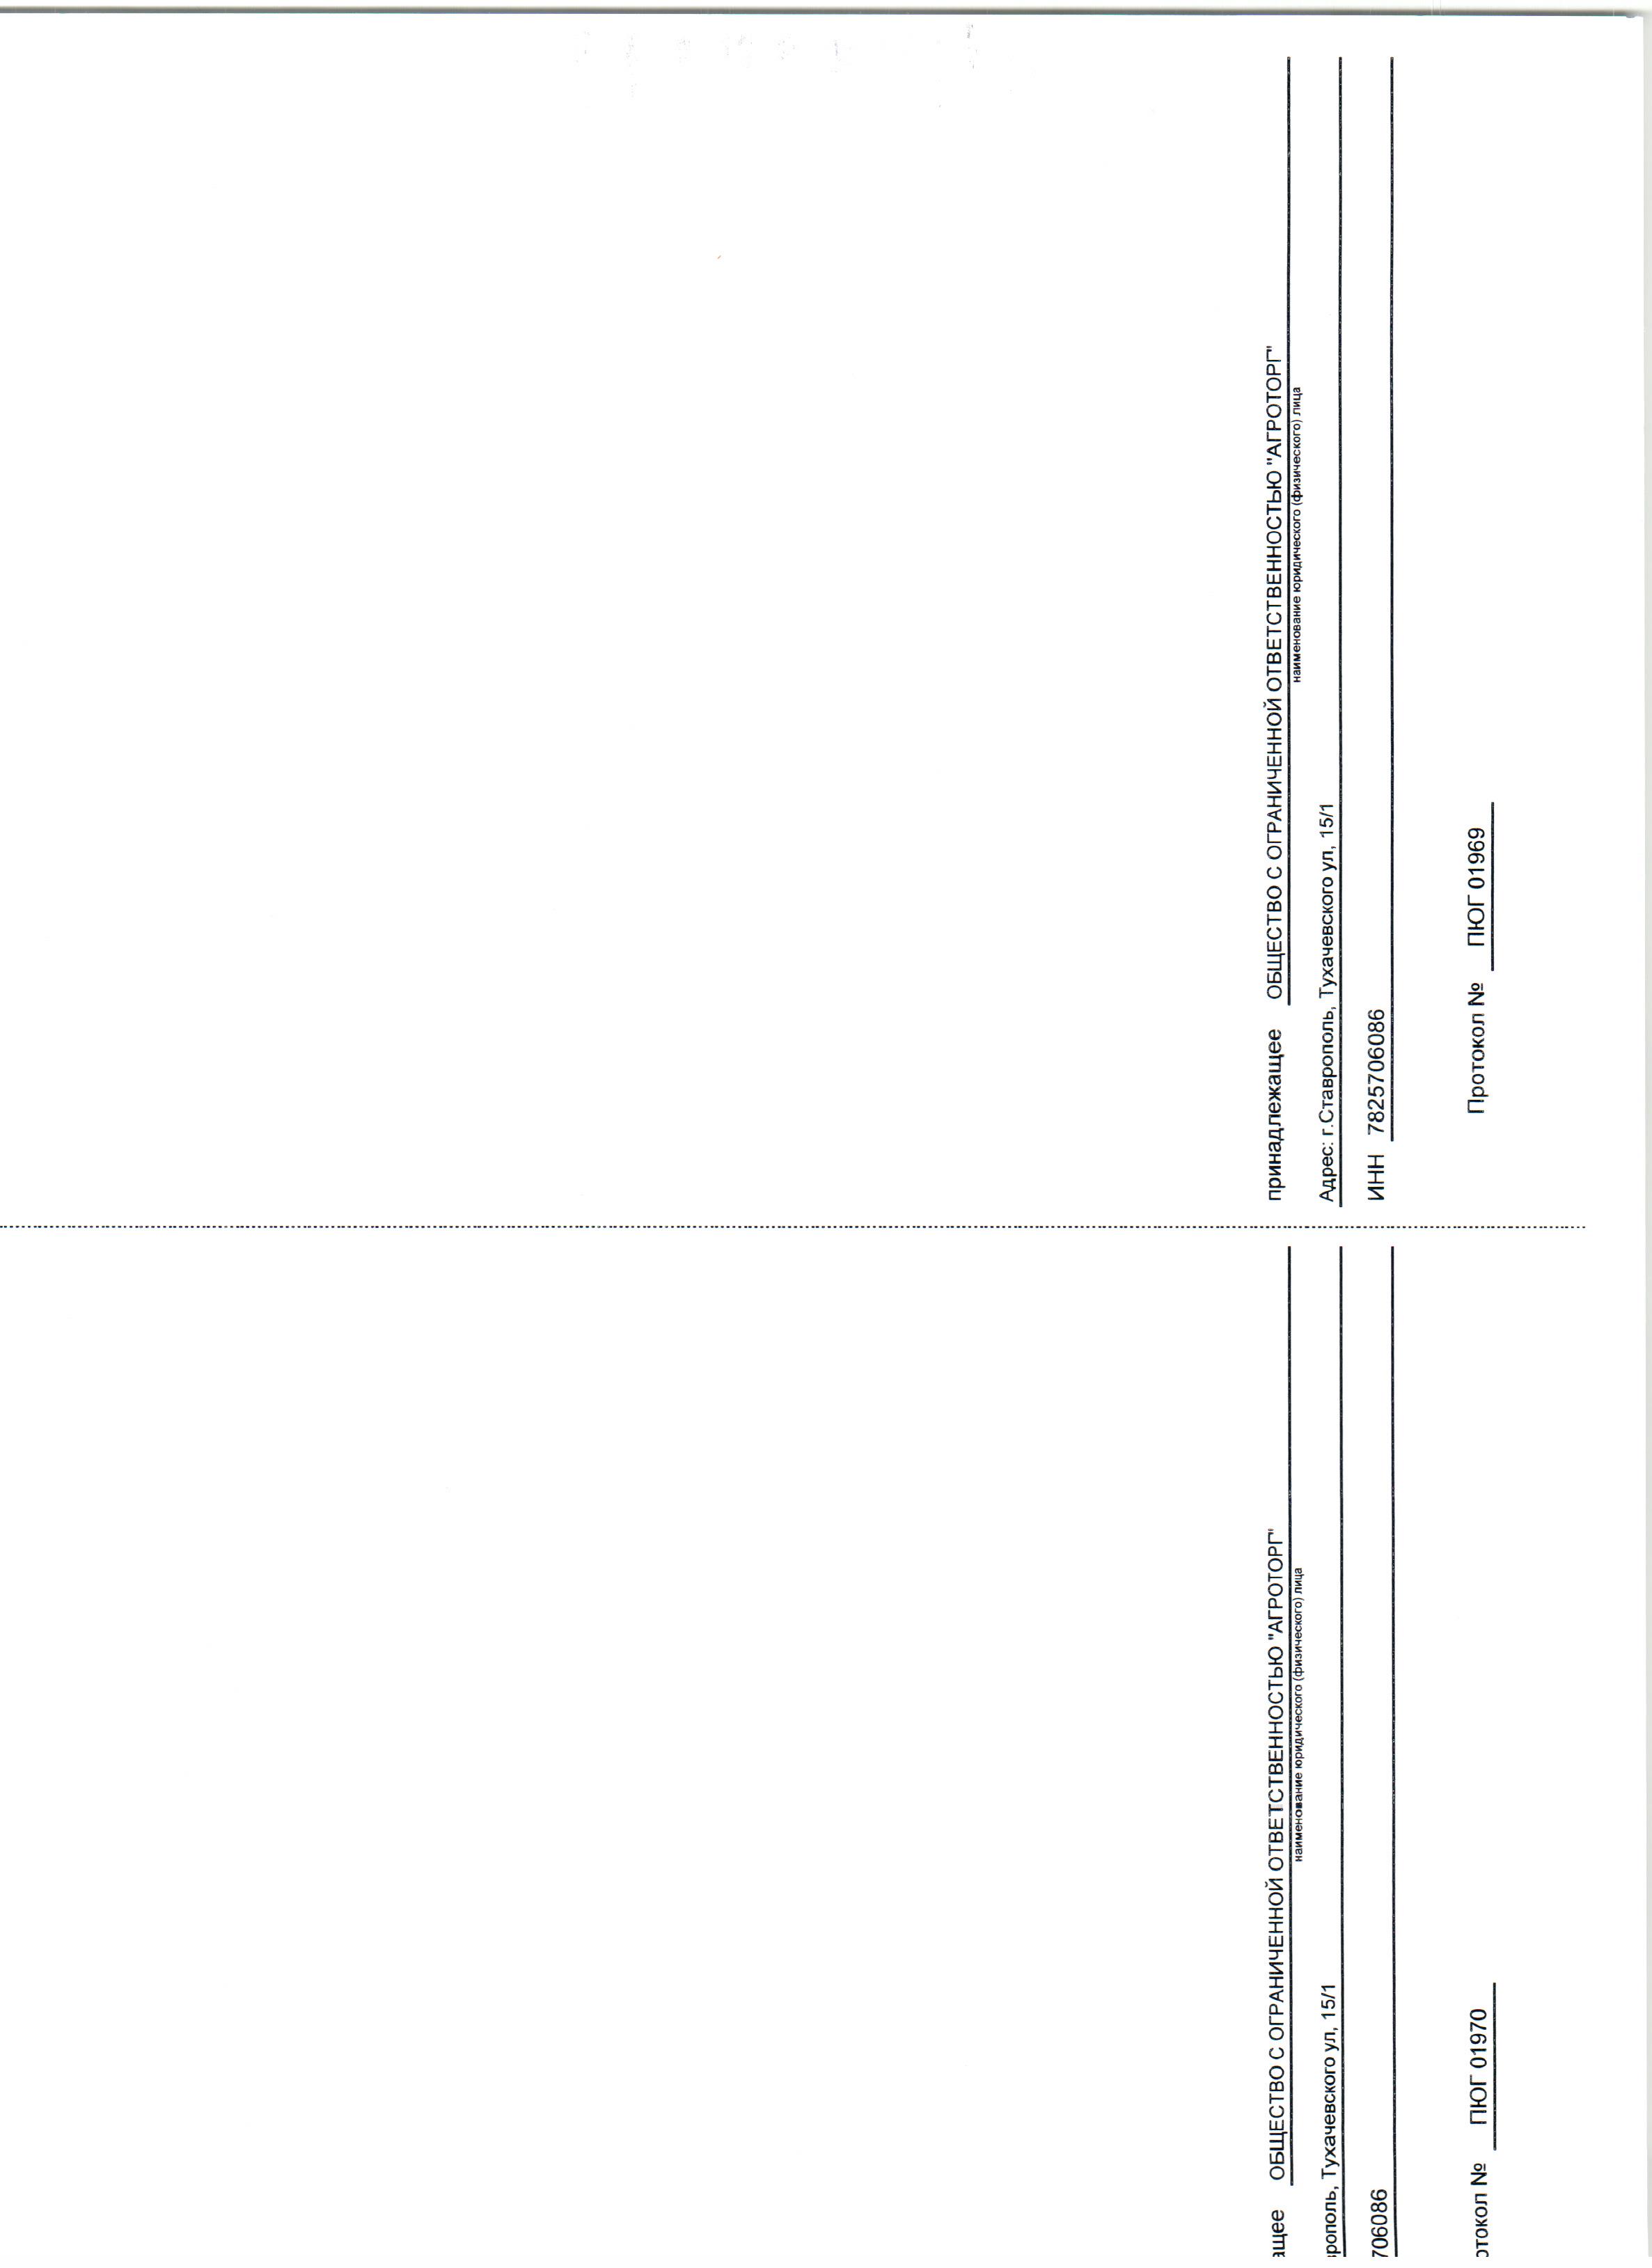 ащее ОБЩЕСТВО С ОГРАНИЧЕННОЙ ОТВЕТСТВЕННОСТЬЮ "АГРОТОРГ"
наименование юридического (физического) лица
врополь, Тухачевского ул, 15/1
706086
отокол № ПЮГ 01970
принадлежащее ОБЩЕСТВО С ОГРАНИЧЕННОЙ ОТВЕТСТВЕННОСТЬЮ "АГРОТОРГ"
наименование юридического (физического) лица
Адрес: г.Ставрополь, Тухачевского ул, 15/1
ИНН 7825706086
Протокол № ПЮГ 01969